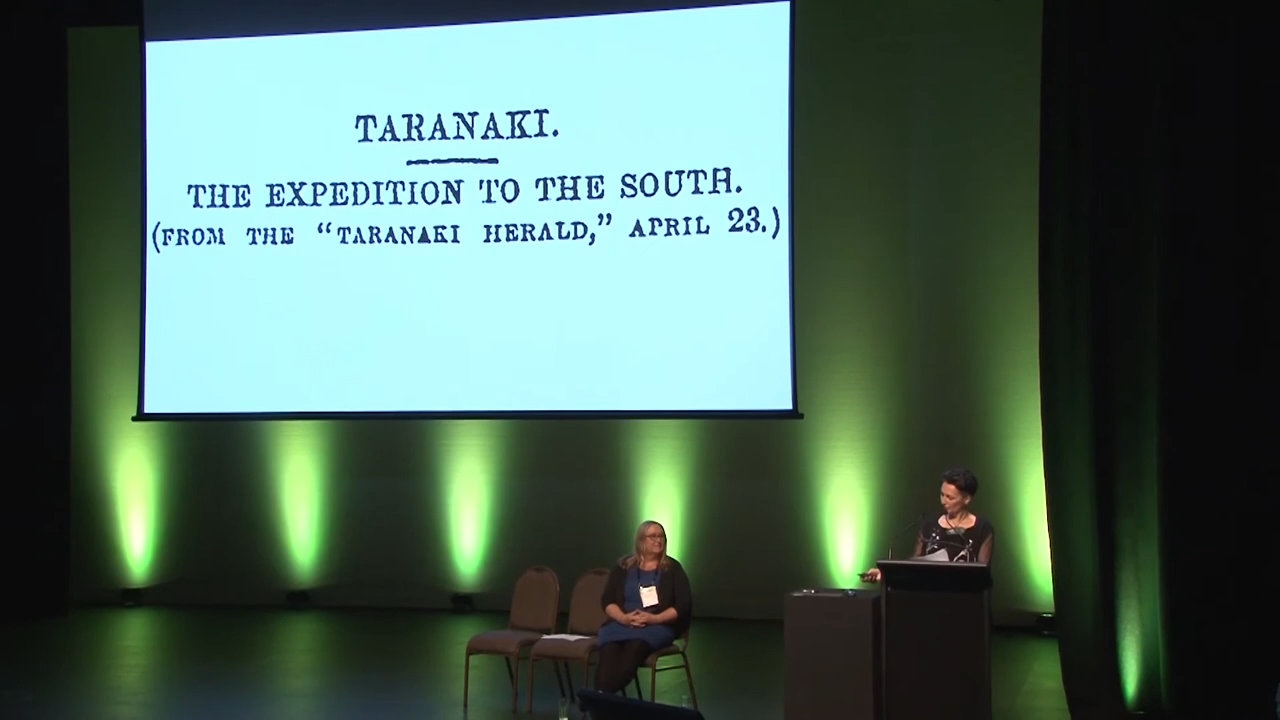 TARANAKI.
THE EXPEDITION TO THE SOUTH.
(FROM THE “TARANAKI HERALD,” APRIL 23.)